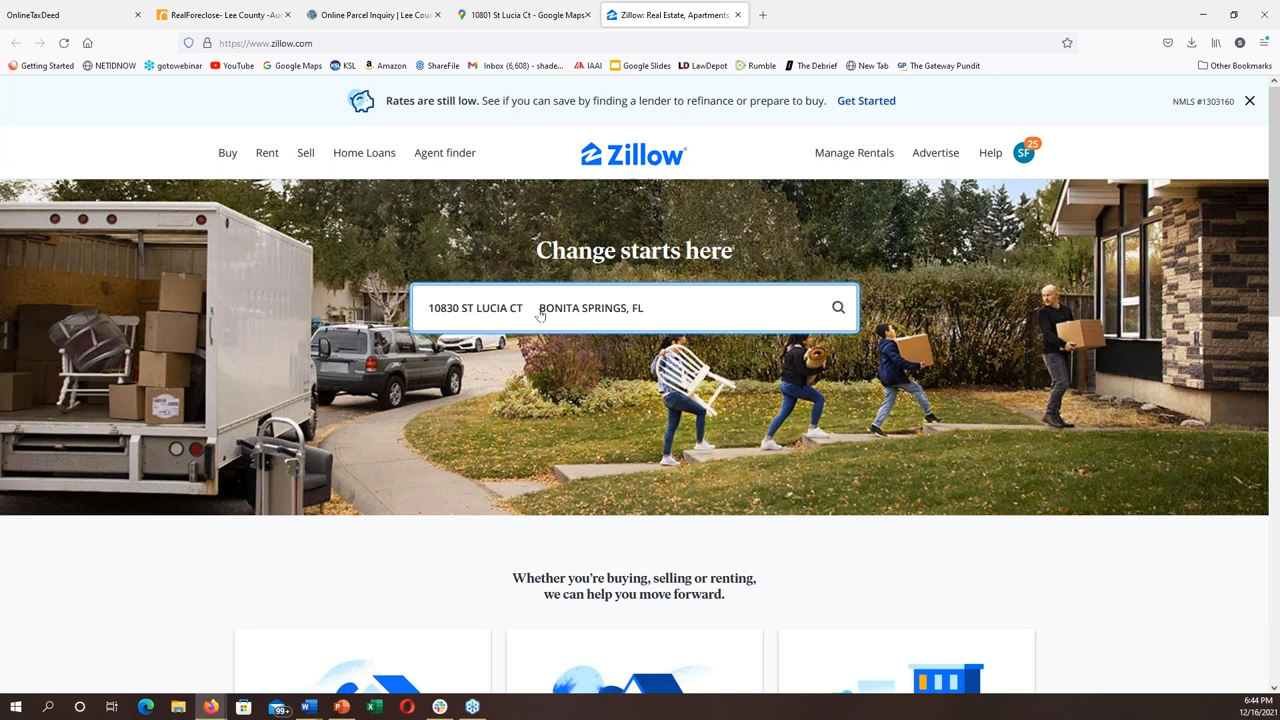 OnlineTaxDeed
RealForeclose- Lee County -Auc
Online Parcel Inquiry | Lee Coun
10801 St Lucia Ct - Google Maps
Zillow: Real Estate, Apartments,
https://www.zillow.com
Getting Started
NETIDNOW
gotowebinar
YouTube
Google Maps
KSL
Amazon
ShareFile
Inbox (6,608) - shade...
IAAI
Google Slides
LD LawDepot
Rumble
The Debrief
New Tab
GP The Gateway Pundit
Other Bookmarks
Rates are still low. See if you can save by finding a lender to refinance or prepare to buy. Get Started
NMLS #1303160
Buy
Rent
Sell
Home Loans
Agent finder
Zillow
Manage Rentals
Advertise
Help
SF
25
Change starts here
10830 ST LUCIA CT BONITA SPRINGS, FL
Whether you're buying, selling or renting,
we can help you move forward.
99+
6:44 PM
12/16/2021